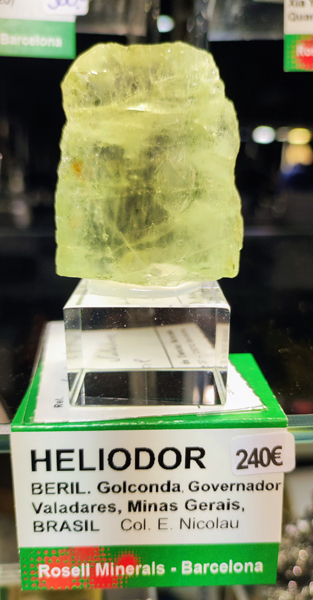 Barcelona
HELIODOR 240€
BERIL. Golconda, Governador
Valadares, Minas Gerais,
BRASIL Col. E. Nicolau
Rosell Minerals - Barcelona